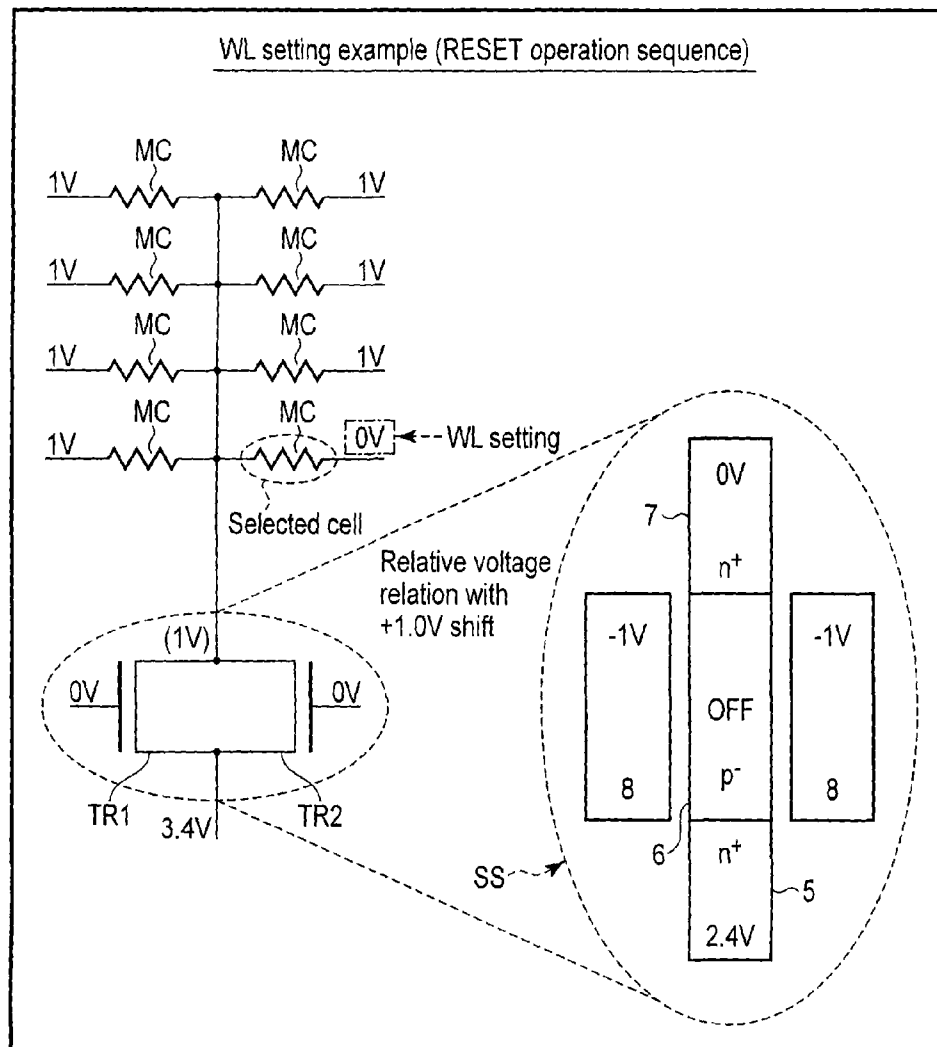 WL setting example (RESET operation sequence)
MC MC
1V 1V
MC MC
1V 1V
MC MC
1V 1V
MC MC
1V 0V WL setting
Selected cell
Relative voltage
relation with
+1.0V shift
(1V)
0V 0V
TR1 TR2
3.4V
0V
7
n+
-1V -1V
OFF
p-
8 8
6
n+
SS
5
2.4V